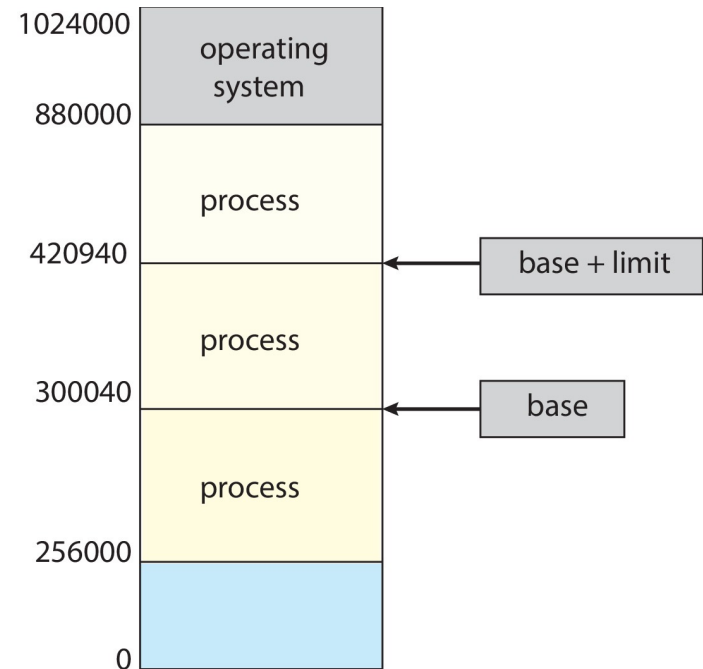 1024000
operating
system
880000
process
420940
base + limit
process
300040
base
process
256000
0